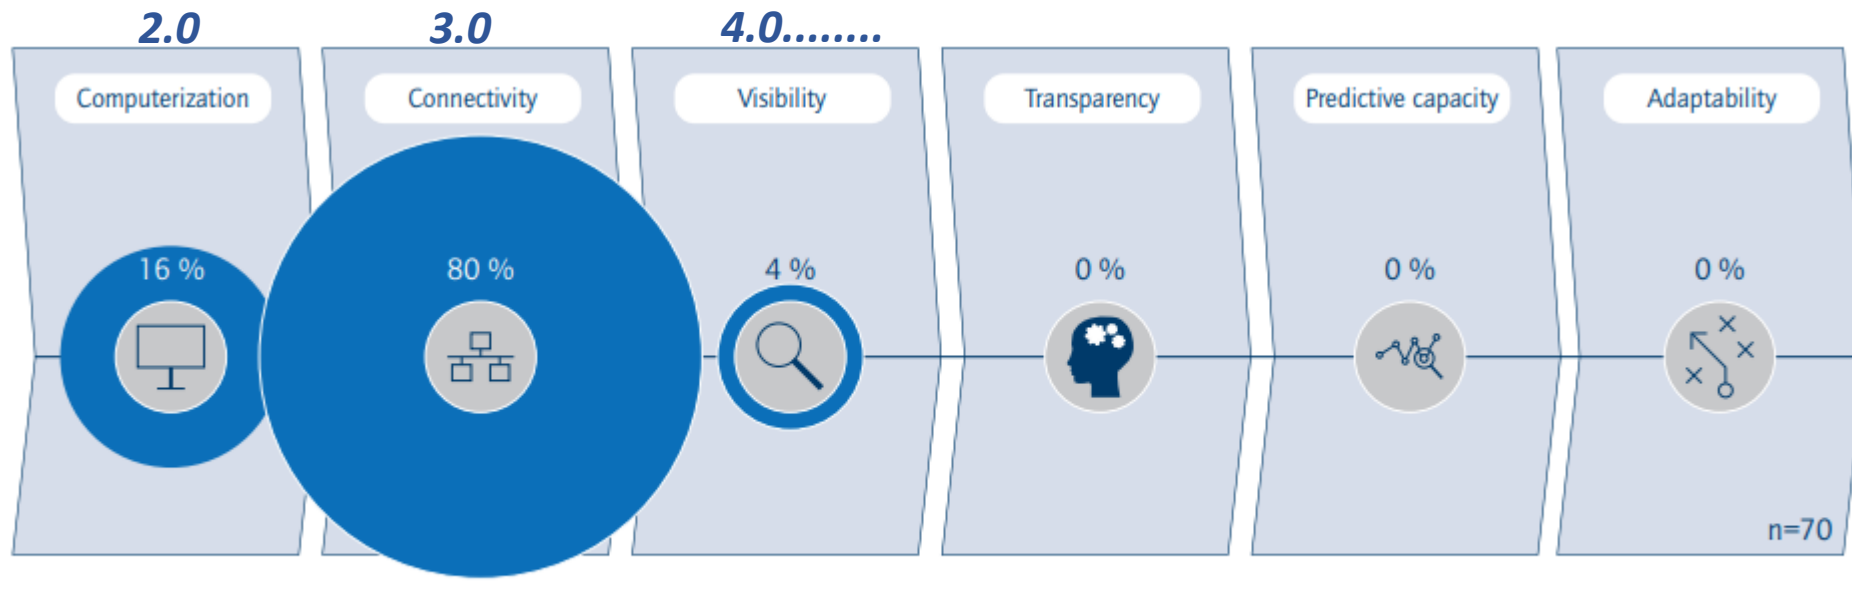 2.0
3.0
4.0........
Computerization
Connectivity
Visibility
Transparency
Predictive capacity
Adaptability
16 %
80 %
4 %
0 %
0 %
0 %
n=70